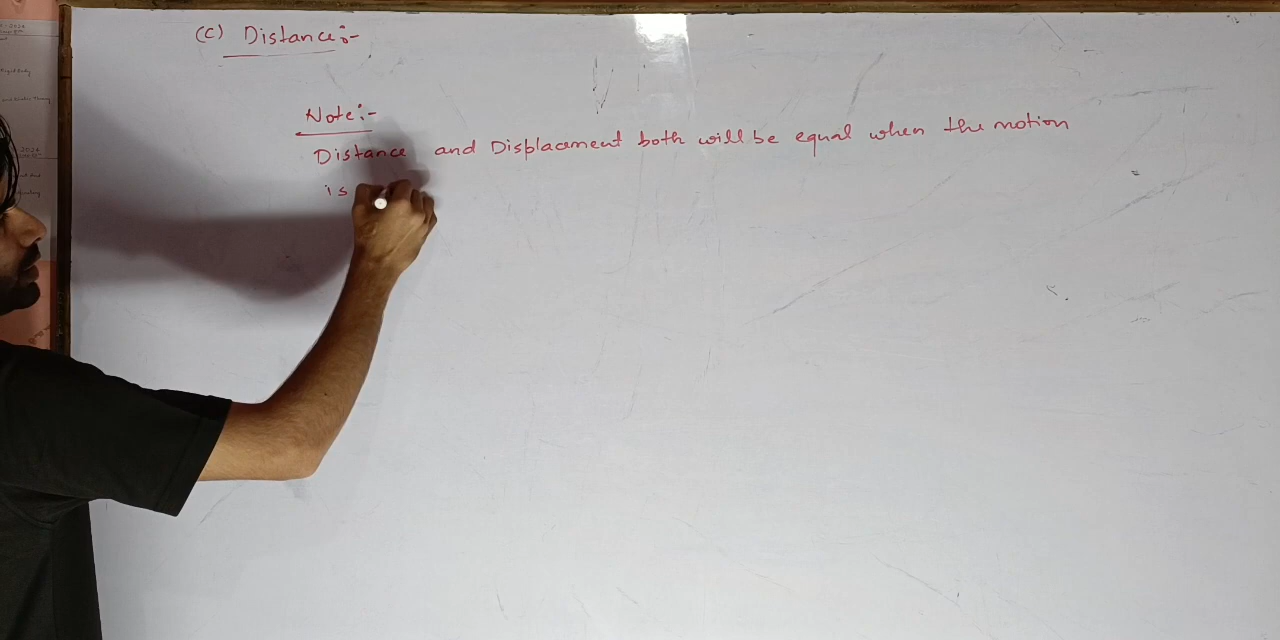 (C) Distance:-
Note:-
Distance and Displacement both will be equal when the motion
is